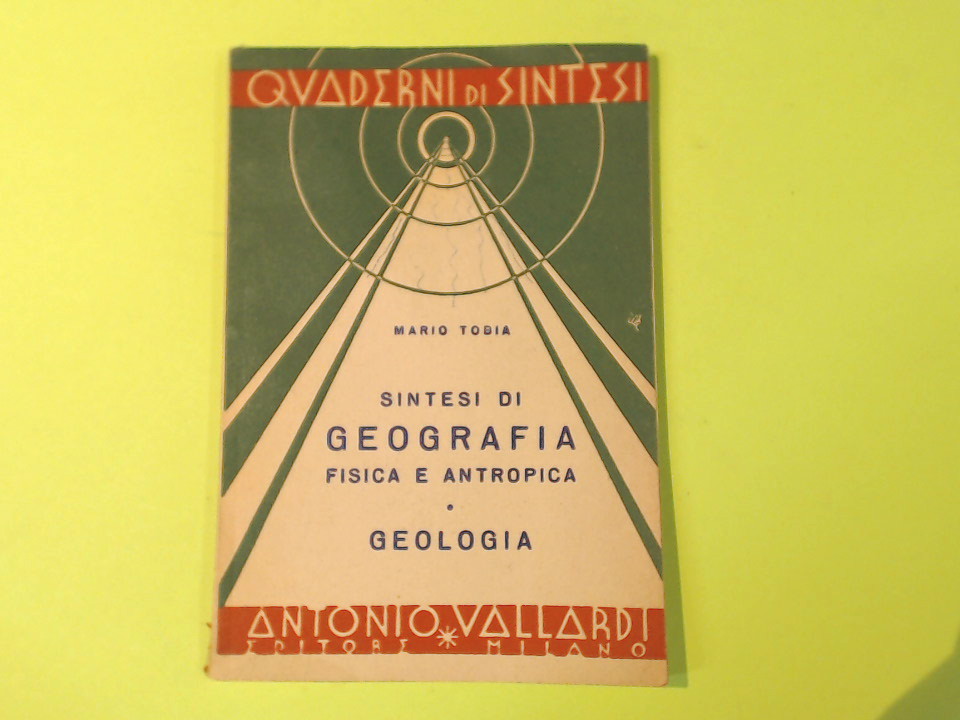 QVADERNI DI SINTESI
MARIO TOBIA
SINTESI DI
GEOGRAFIA
FISICA E ANTROPICA
•
GEOLOGIA
ANTONIO VALLARDI
EDITORE MILANO